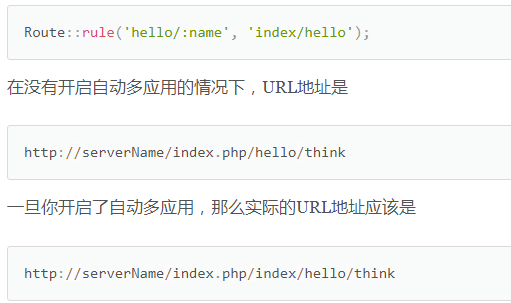 Route::rule('hello/:name', 'index/hello');
在没有开启自动多应用的情况下，URL地址是
http://serverName/index.php/hello/think
一旦你开启了自动多应用，那么实际的URL地址应该是
http://serverName/index.php/index/hello/think